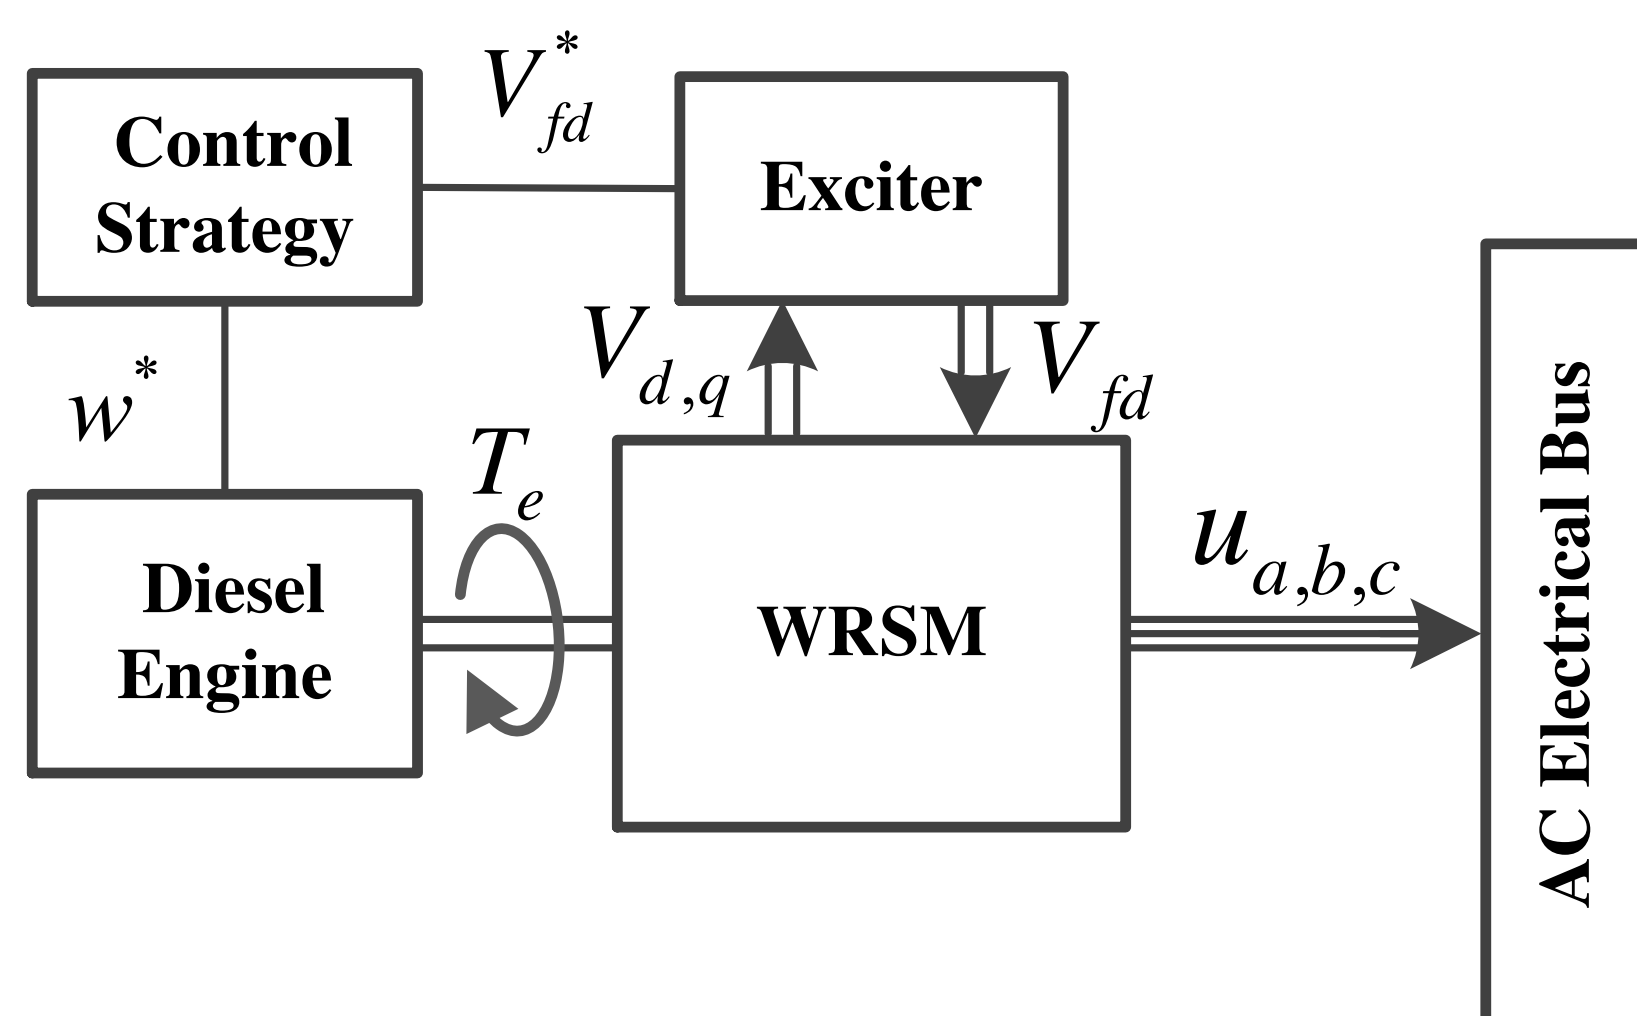 V*fd
Control
Strategy
Exciter
Vd,q
Vfd
w*
Te
Diesel
Engine
WRSM
ua,b,c
AC Electrical Bus